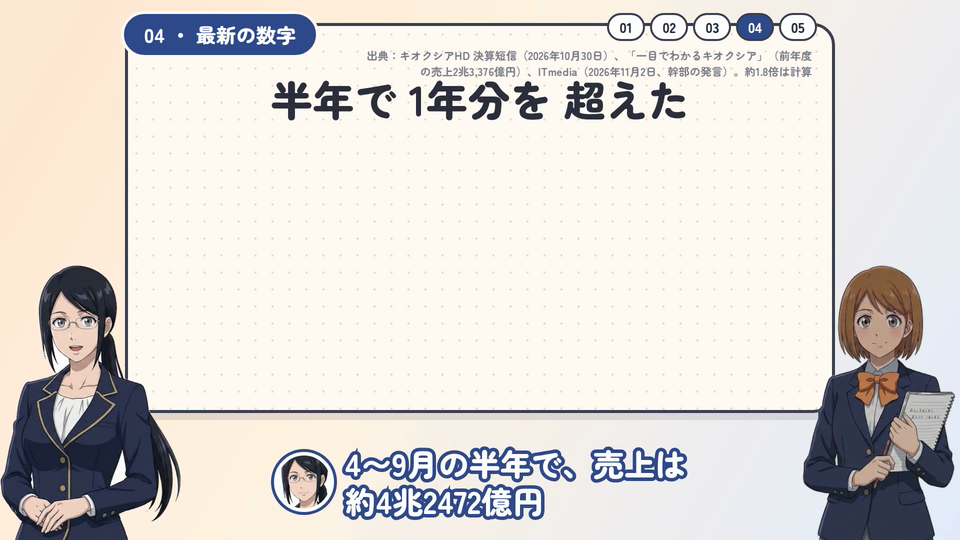 04 ・ 最新の数字
01 02 03 04 05
出典：キオクシアHD 決算短信（2026年10月30日）、「一目でわかるキオクシア」（前年度
の売上2兆3,376億円）、ITmedia（2026年11月2日、幹部の発言）。約1.8倍は計算
半年で 1年分を 超えた
4〜9月の半年で、売上は
約4兆2472億円